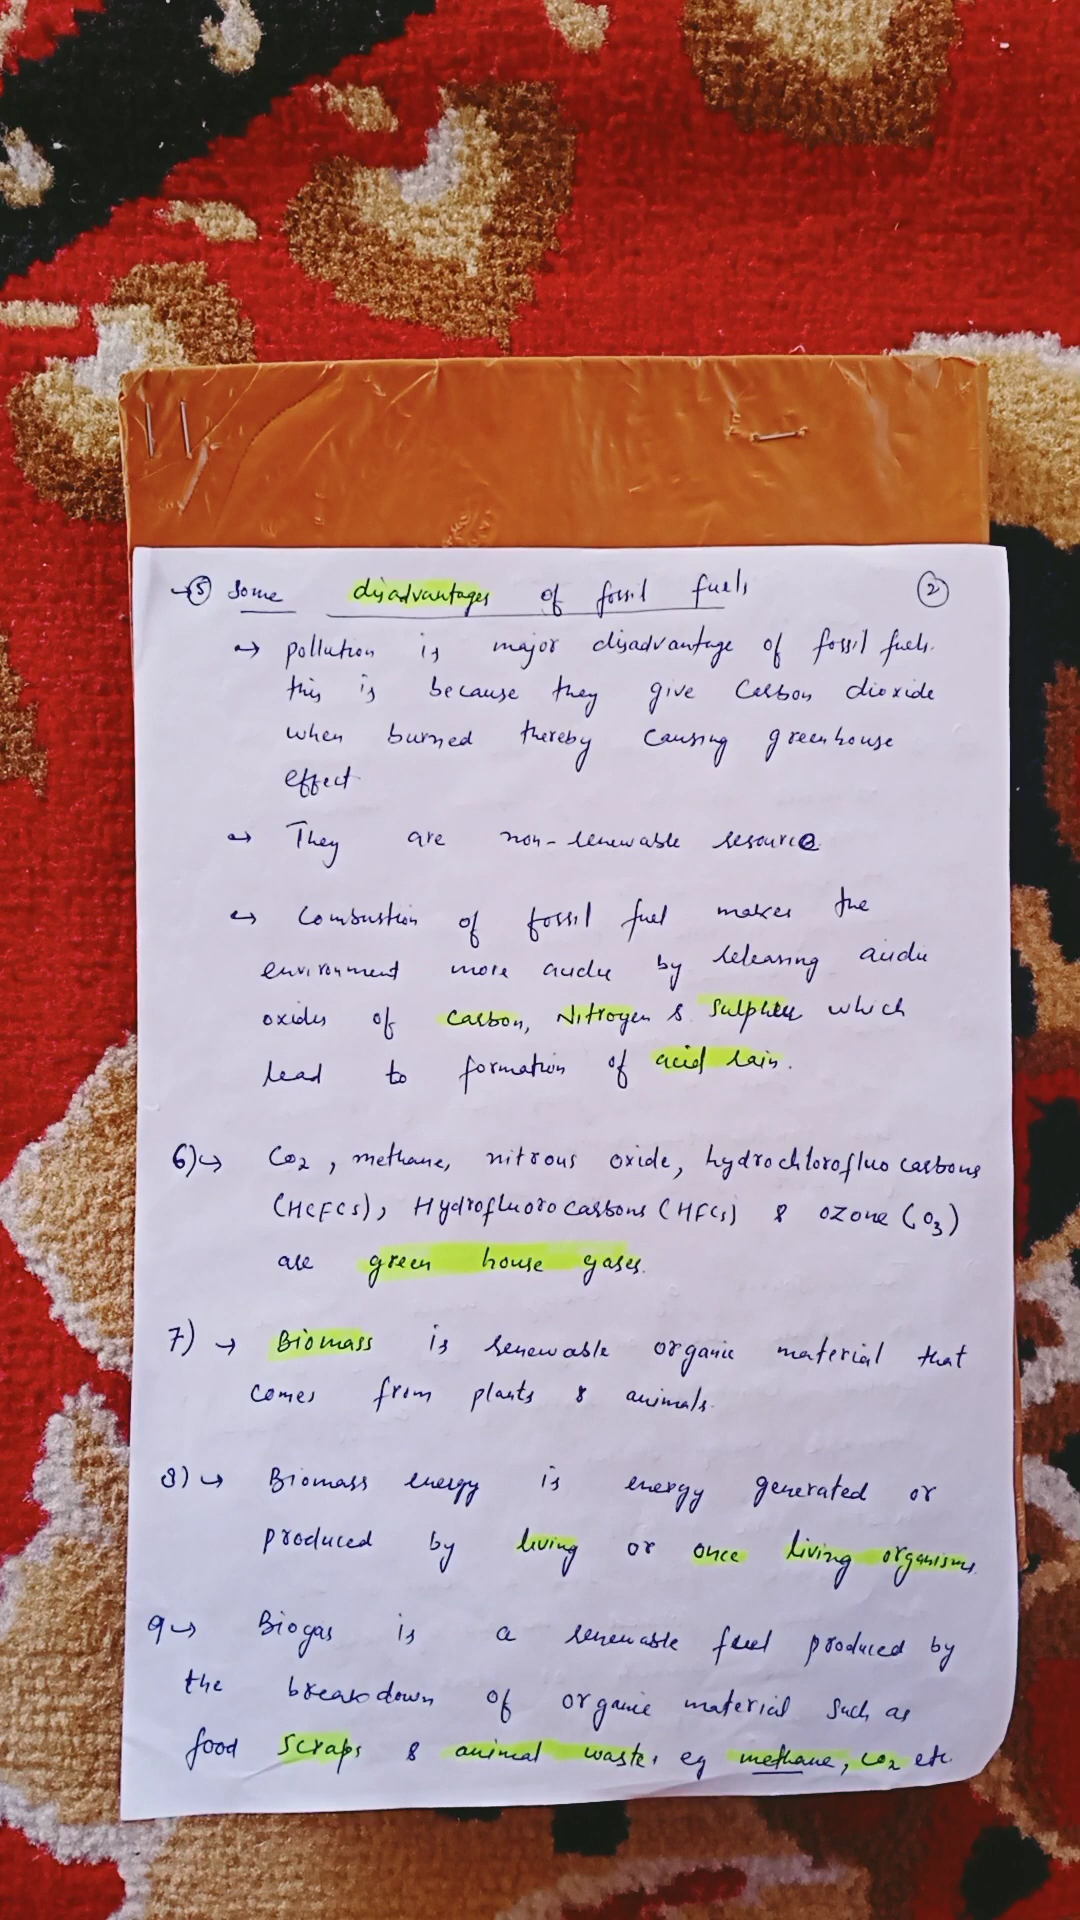 →⑤ Some disadvantages of fossil fuels ②
→ pollution is major disadvantage of fossil fuels.
this is because they give Carbon dioxide
when burned thereby causing greenhouse
effect
→ They are non-renewable resource.
→ Combustion of fossil fuel makes the
environment more acidic by releasing acidic
oxides of carbon, Nitrogen & Sulpher which
lead to formation of acid rain.
6)→ CO2, methane, nitrous oxide, hydrochlorofluo carbons
(HCFCs), Hydrofluorocarbons (HFCs) & ozone (O3)
are green house gases.
7) → Biomass is renewable organic material that
comes from plants & animals.
8)→ Biomass energy is energy generated or
produced by living or once living organisms.
9→ Biogas is a renewable fuel produced by
the breakdown of organic material such as
food scraps & animal waste, eg methane, CO2 etc